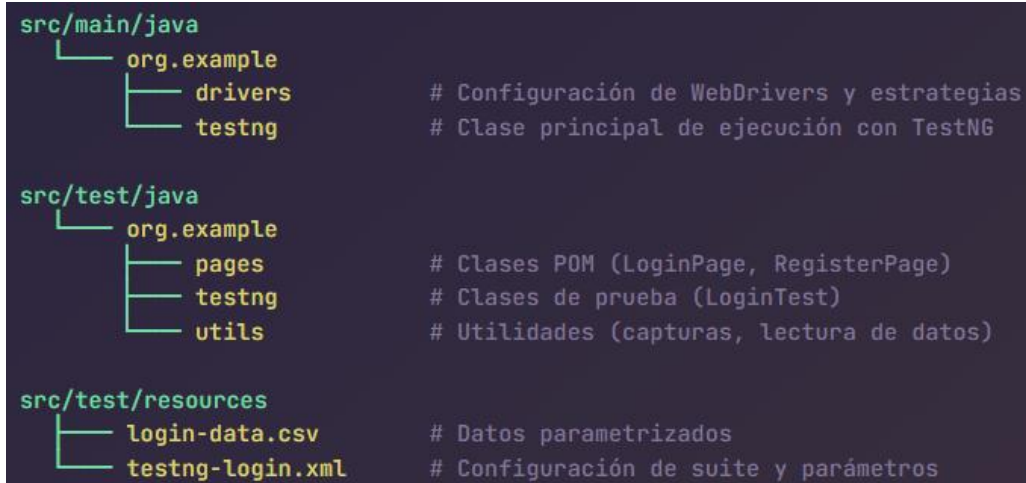 src/main/java
└── org.example
├── drivers # Configuración de WebDrivers y estrategias
└── testng # Clase principal de ejecución con TestNG
src/test/java
└── org.example
├── pages # Clases POM (LoginPage, RegisterPage)
├── testng # Clases de prueba (LoginTest)
└── utils # Utilidades (capturas, lectura de datos)
src/test/resources
├── login-data.csv # Datos parametrizados
└── testng-login.xml # Configuración de suite y parámetros